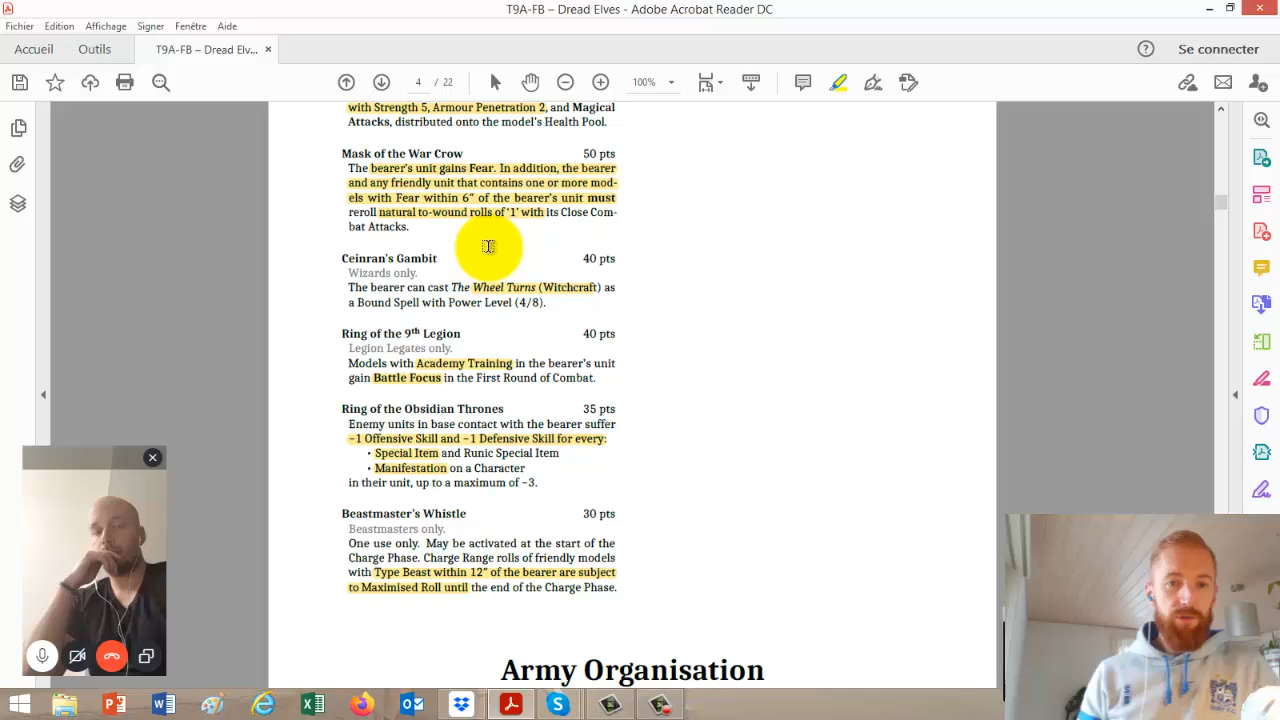 T9A-FB – Dread Elves - Adobe Acrobat Reader DC
Fichier Edition Affichage Signer Fenêtre Aide
Accueil Outils T9A-FB – Dread Elv... × Se connecter
4 / 22 100%
with Strength 5, Armour Penetration 2, and Magical
Attacks, distributed onto the model's Health Pool.
Mask of the War Crow 50 pts
The bearer's unit gains Fear. In addition, the bearer
and any friendly unit that contains one or more mod-
els with Fear within 6″ of the bearer's unit must
reroll natural to-wound rolls of '1' with its Close Com-
bat Attacks.
Ceinran's Gambit 40 pts
Wizards only.
The bearer can cast The Wheel Turns (Witchcraft) as
a Bound Spell with Power Level (4/8).
Ring of the 9th Legion 40 pts
Legion Legates only.
Models with Academy Training in the bearer's unit
gain Battle Focus in the First Round of Combat.
Ring of the Obsidian Thrones 35 pts
Enemy units in base contact with the bearer suffer
−1 Offensive Skill and −1 Defensive Skill for every:
• Special Item and Runic Special Item
• Manifestation on a Character
in their unit, up to a maximum of −3.
Beastmaster's Whistle 30 pts
Beastmasters only.
One use only. May be activated at the start of the
Charge Phase. Charge Range rolls of friendly models
with Type Beast within 12″ of the bearer are subject
to Maximised Roll until the end of the Charge Phase.
Army Organisation